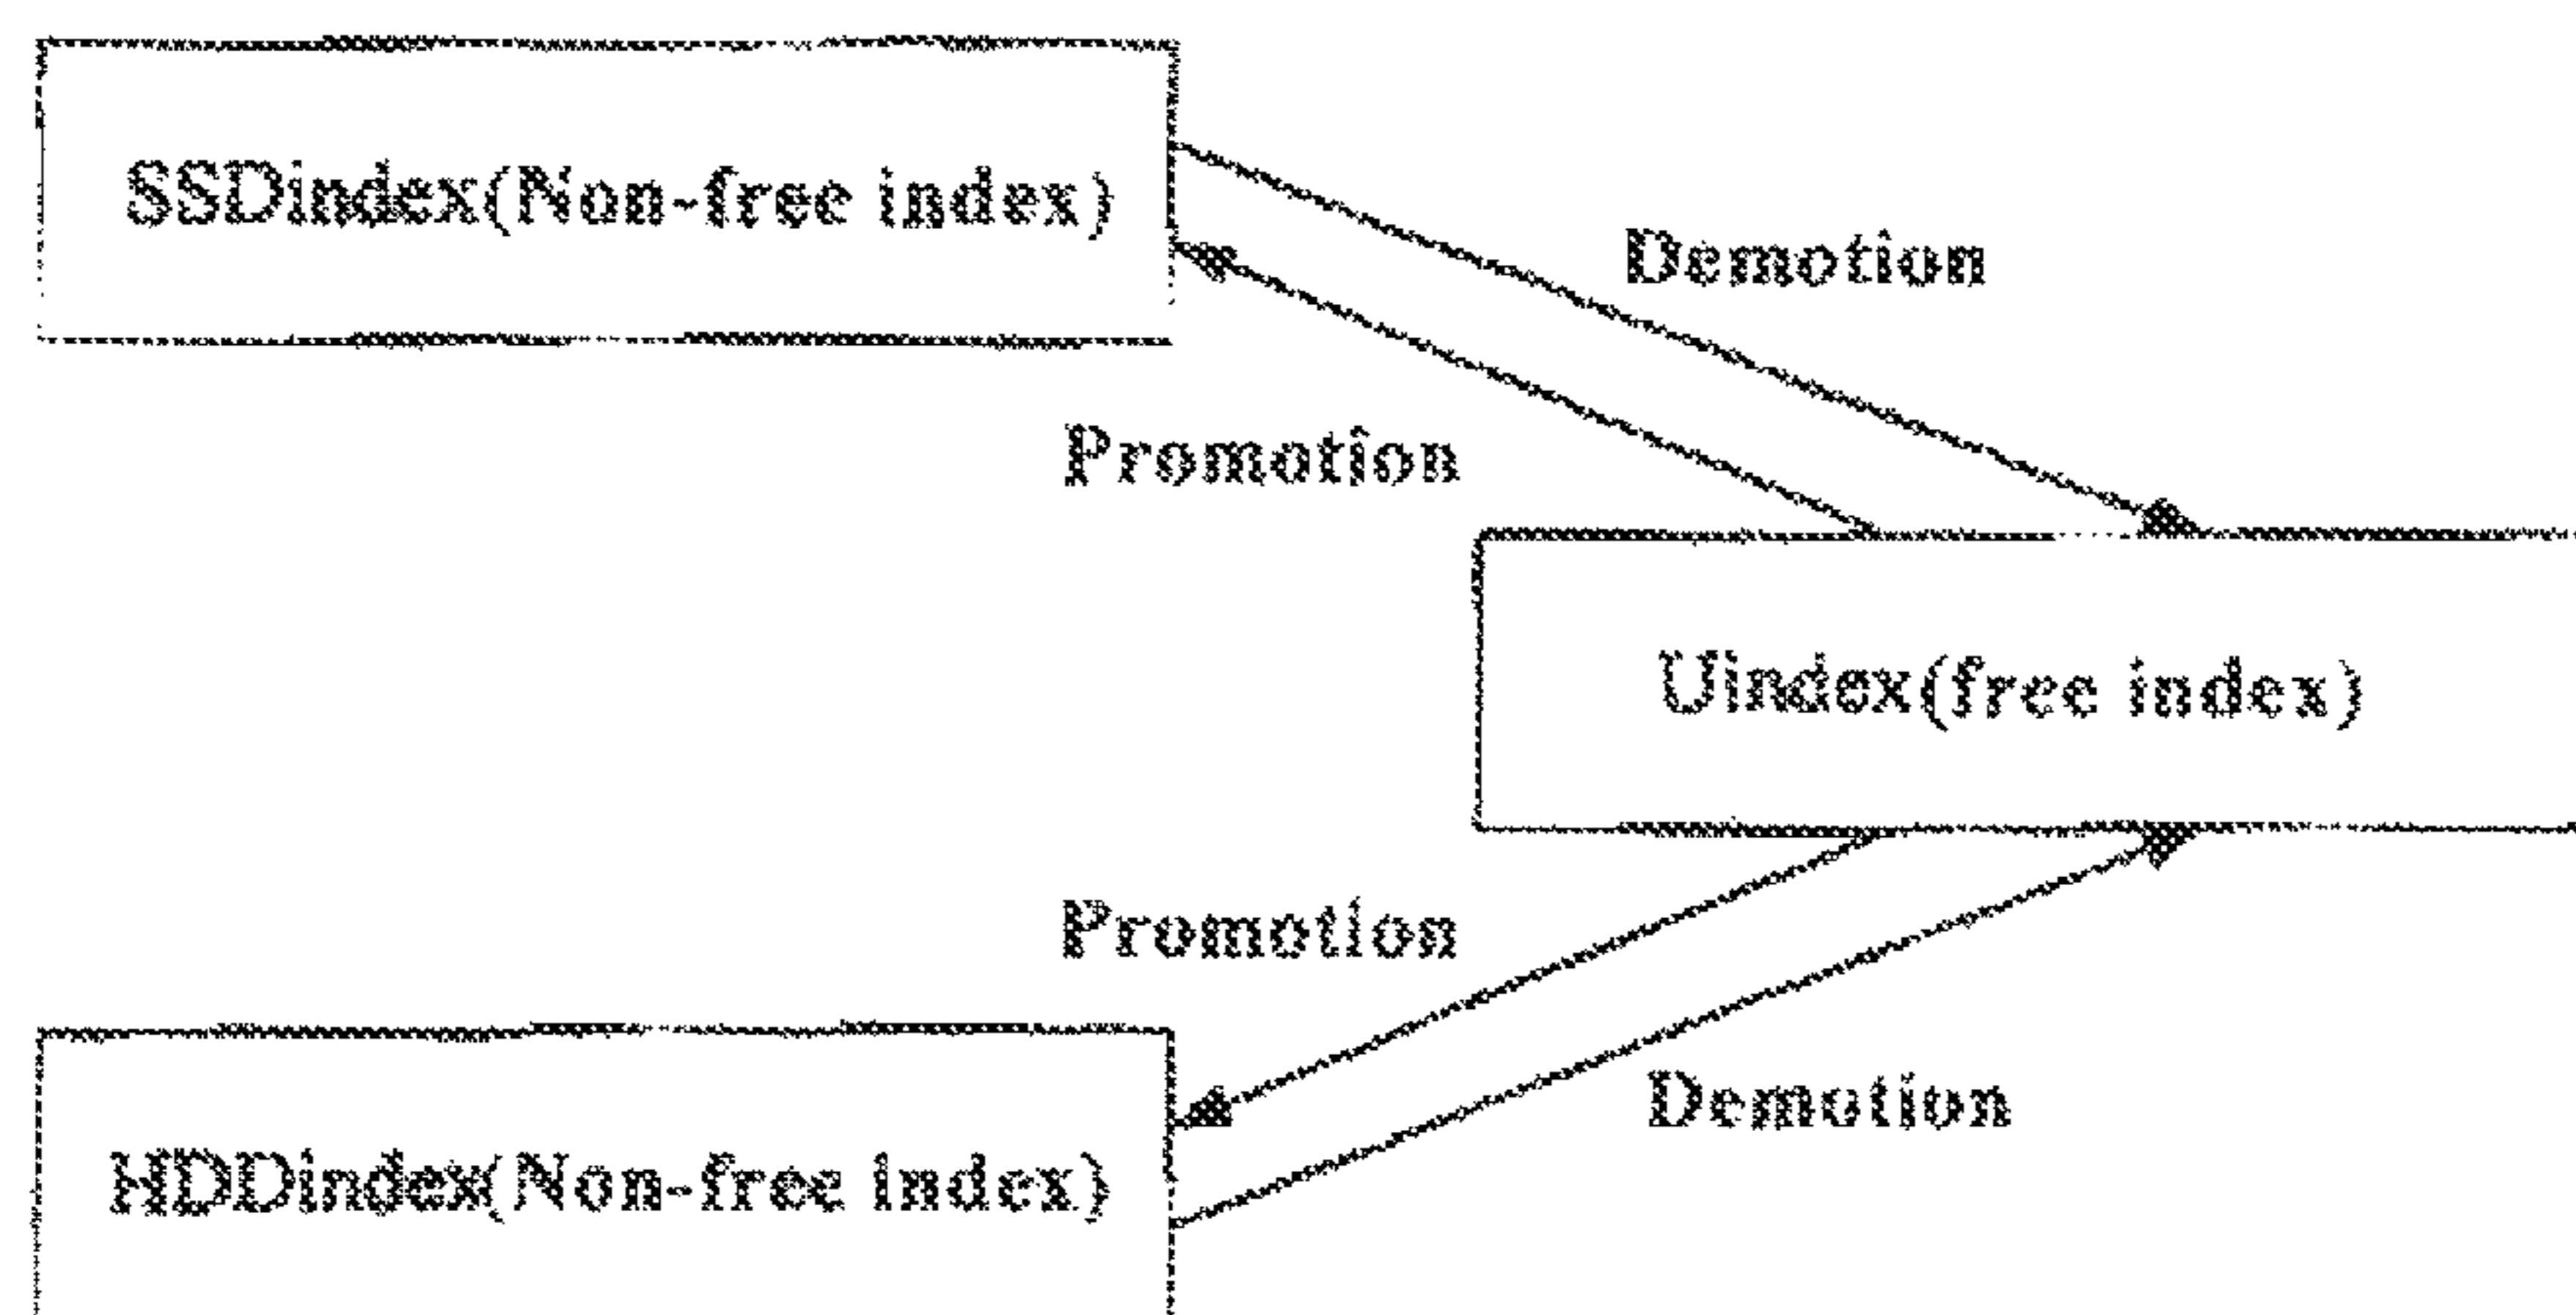 SSDindex(Non-free index)
Demotion
Promotion
Uindex(free index)
Promotion
Demotion
HDDindex(Non-free index)